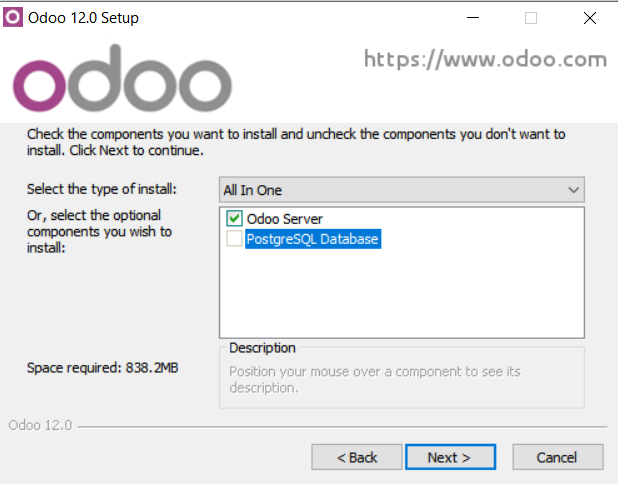 Odoo 12.0 Setup
odoo
https://www.odoo.com
Check the components you want to install and uncheck the components you don't want to
install. Click Next to continue.
Select the type of install:
All In One
Or, select the optional
components you wish to
install:
Odoo Server
PostgreSQL Database
Space required: 838.2MB
Description
Position your mouse over a component to see its
description.
Odoo 12.0
< Back
Next >
Cancel